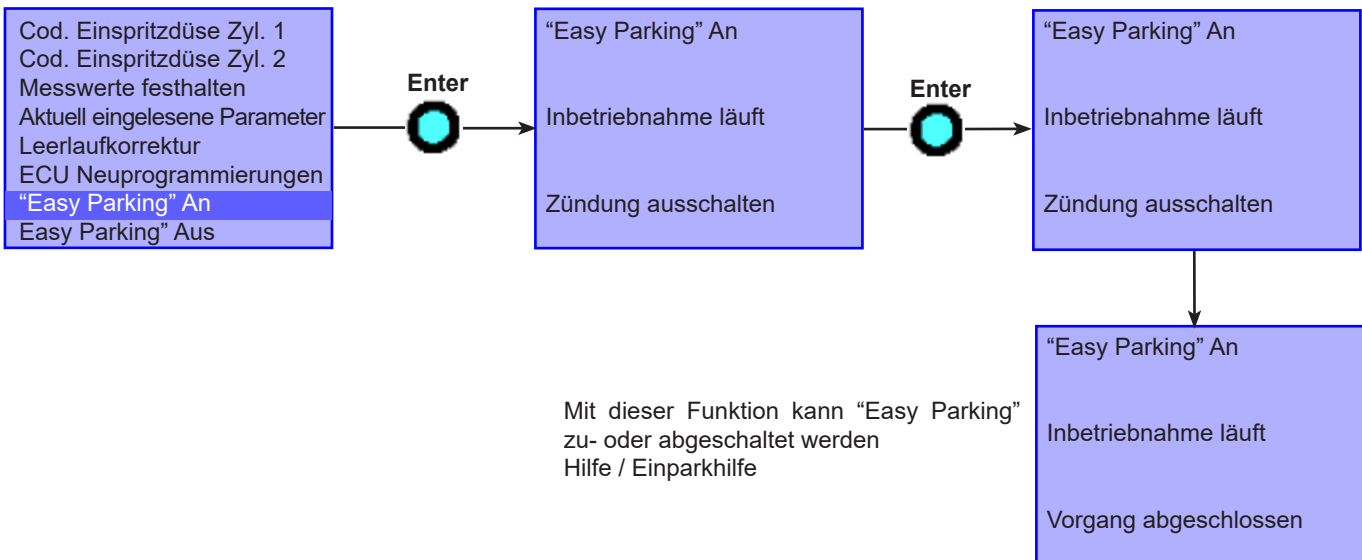 Cod. Einspritzdüse Zyl. 1
Cod. Einspritzdüse Zyl. 2
Messwerte festhalten
Aktuell eingelesene Parameter
Leerlaufkorrektur
ECU Neuprogrammierungen
“Easy Parking” An
Easy Parking” Aus
Enter
“Easy Parking” An
Inbetriebnahme läuft
Zündung ausschalten
Enter
“Easy Parking” An
Inbetriebnahme läuft
Zündung ausschalten
“Easy Parking” An
Inbetriebnahme läuft
Vorgang abgeschlossen
Mit dieser Funktion kann “Easy Parking”
zu- oder abgeschaltet werden
Hilfe / Einparkhilfe